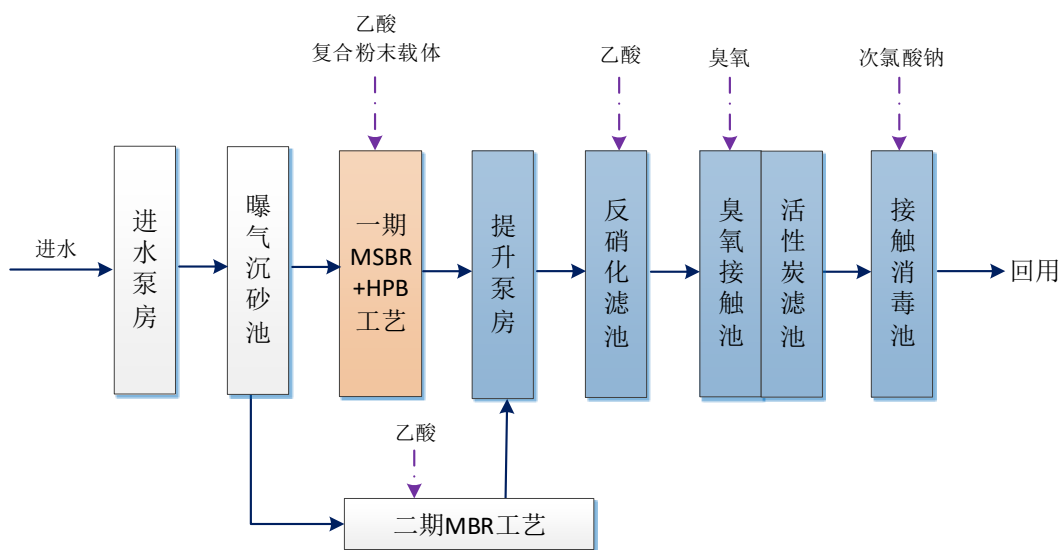 乙酸
复合粉末载体
乙酸
臭氧
次氯酸钠
进水
进水泵房
曝气沉砂池
一期
MSBR
+HPB
工艺
提升泵房
反硝化滤池
臭氧接触池
活性炭滤池
接触消毒池
回用
乙酸
二期MBR工艺